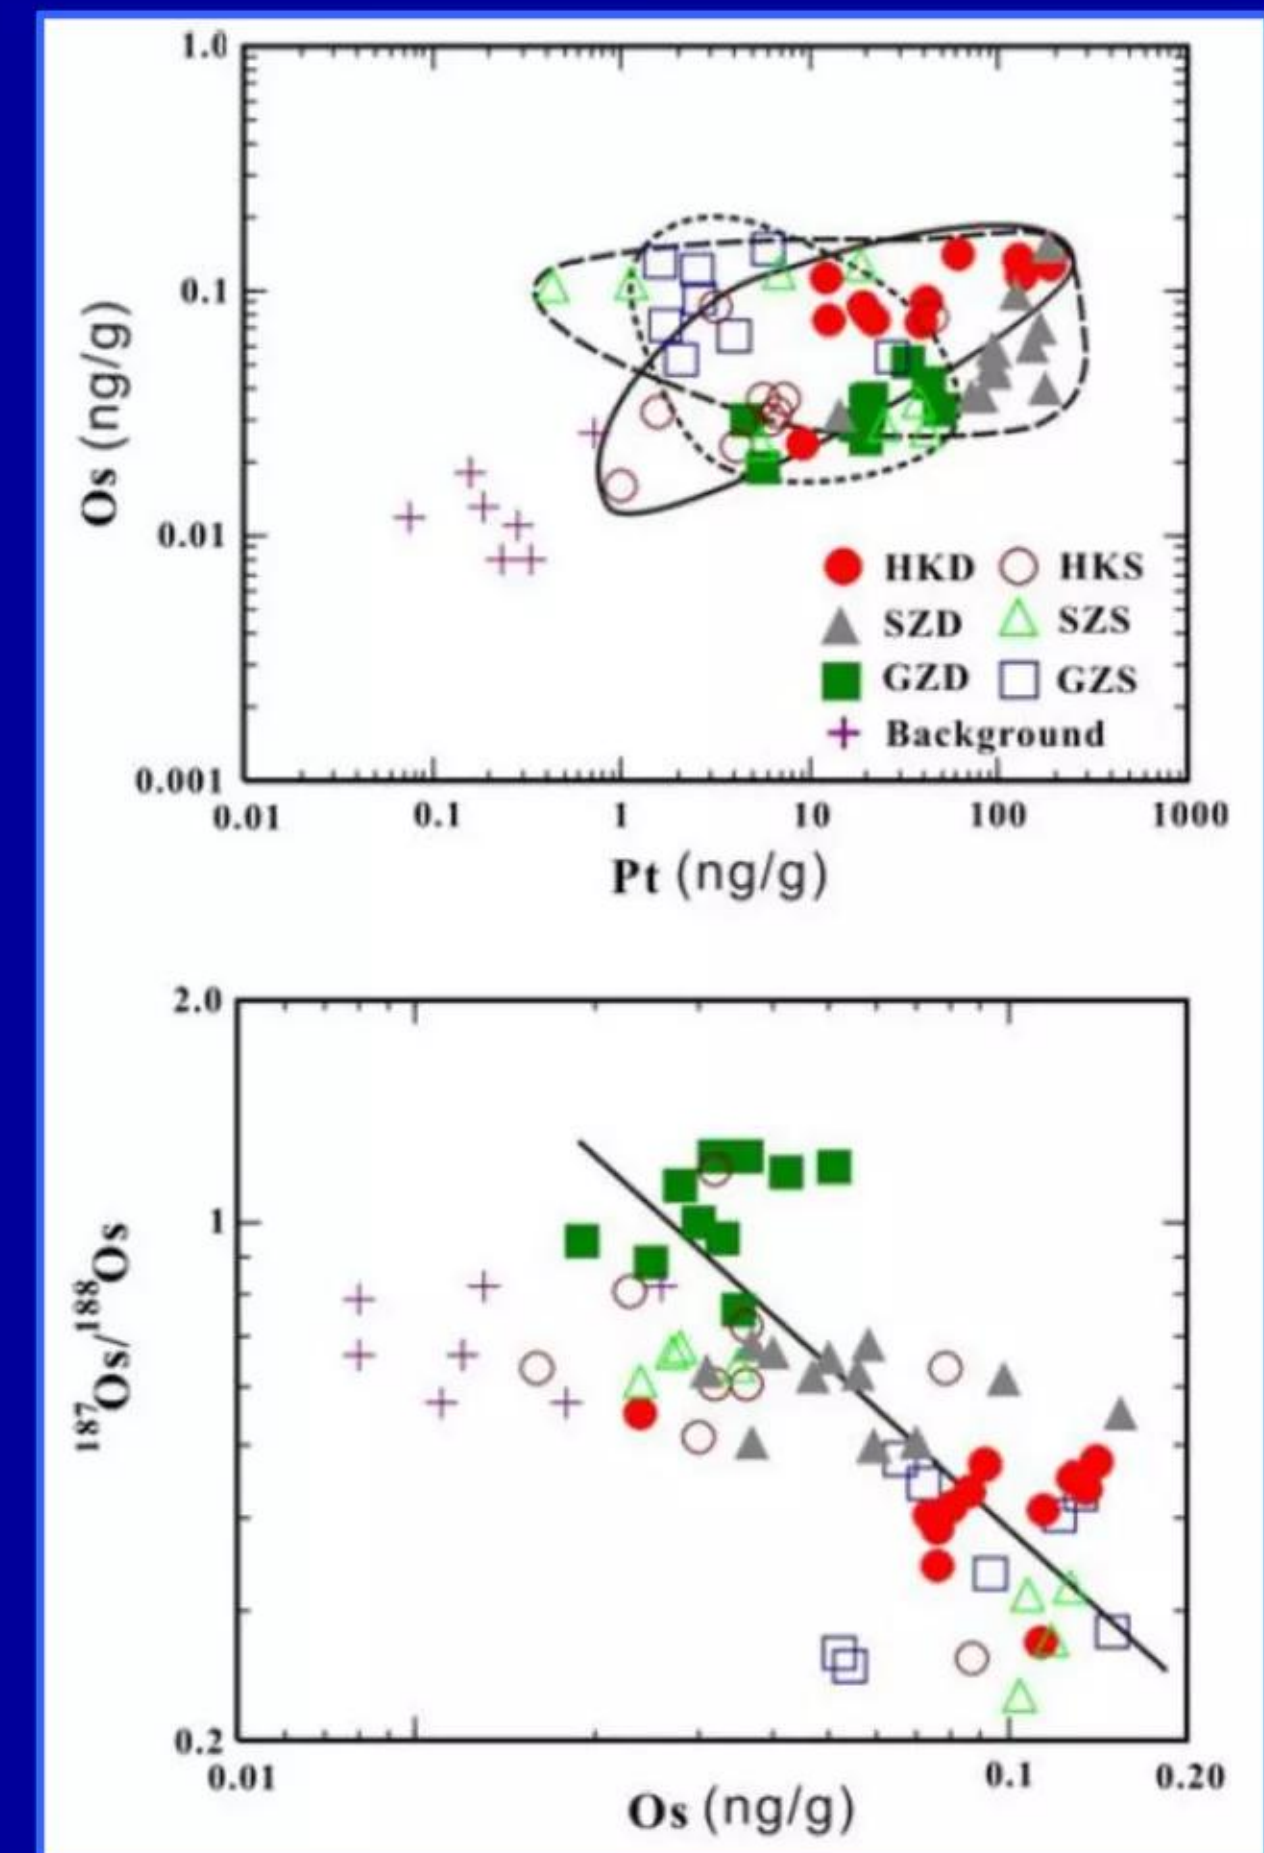 1.0
0.1
0.01
0.001
Os (ng/g)
HKD HKS
SZD SZS
GZD GZS
Background
0.01 0.1 1 10 100 1000
Pt (ng/g)
2.0
1
0.2
187Os/188Os
0.01 0.1 0.20
Os (ng/g)